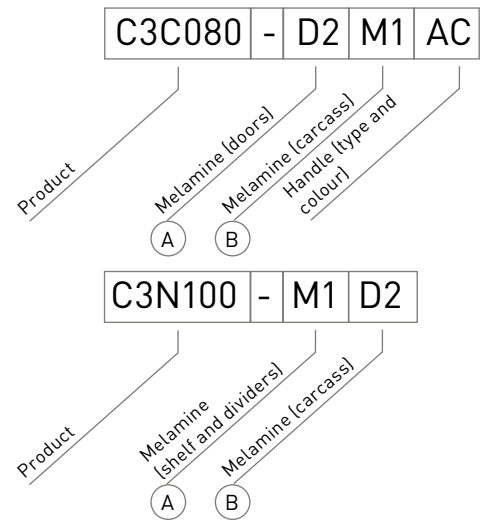 C3C080 - D2 M1 AC
Product
Melamine (doors)
Melamine (carcass)
Handle (type and
colour)
A B
C3N100 - M1 D2
Product
Melamine
(shelf and dividers)
Melamine (carcass)
A B